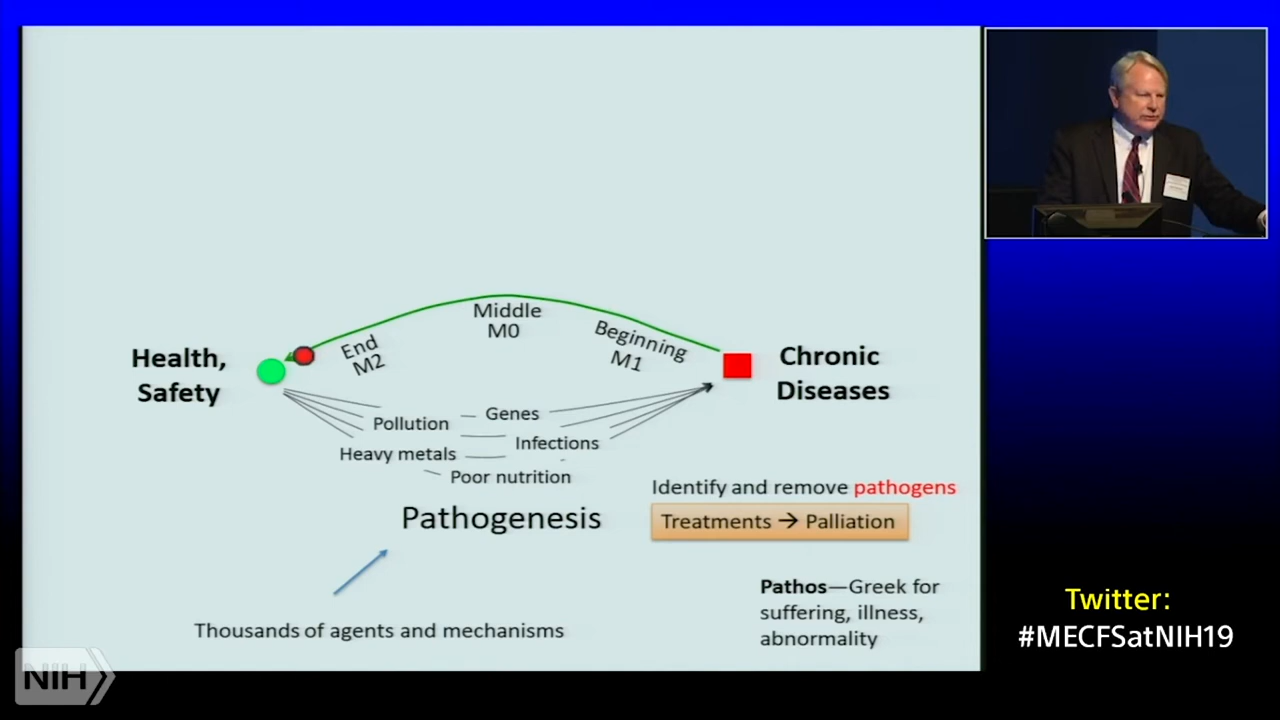 Middle
M0
End
M2
Beginning
M1
Health,
Safety
Chronic
Diseases
Pollution
Genes
Infections
Heavy metals
Poor nutrition
Pathogenesis
Identify and remove pathogens
Treatments → Palliation
Thousands of agents and mechanisms
Pathos—Greek for
suffering, illness,
abnormality
Twitter:
#MECFSatNIH19
NIH